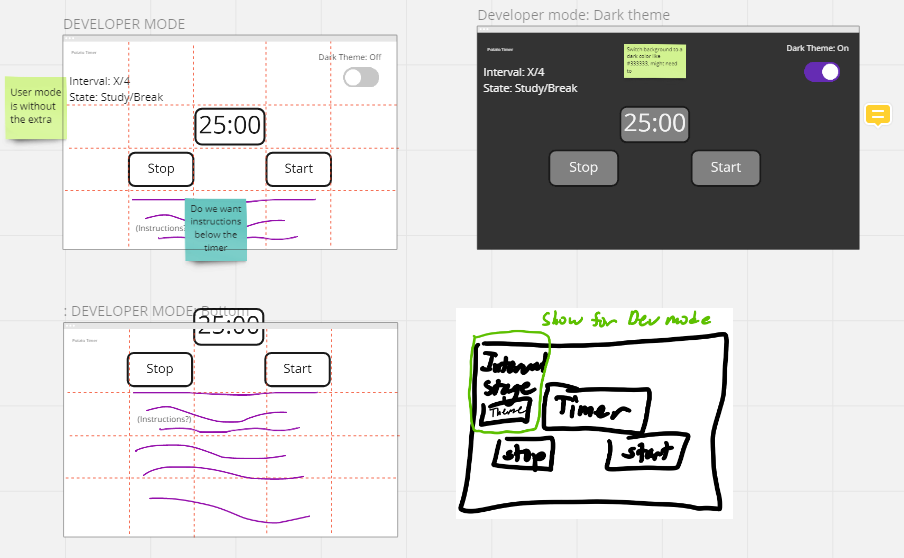 DEVELOPER MODE
Potato Timer
Dark Theme: Off
Interval: X/4
State: Study/Break
User mode
is without
the extra
25:00
Stop
Start
Do we want
instructions
below the
timer
(Instructions?
Developer mode: Dark theme
Potato Timer
Switch background to a
dark color like
#333333, might need
to
Dark Theme: On
Interval: X/4
State: Study/Break
25:00
Stop
Start
: DEVELOPER MODE: Bottom
25:00
Potato Timer
Stop
Start
(Instructions?)
Show for Dev mode
Interval
stage
Theme
Timer
stop
start